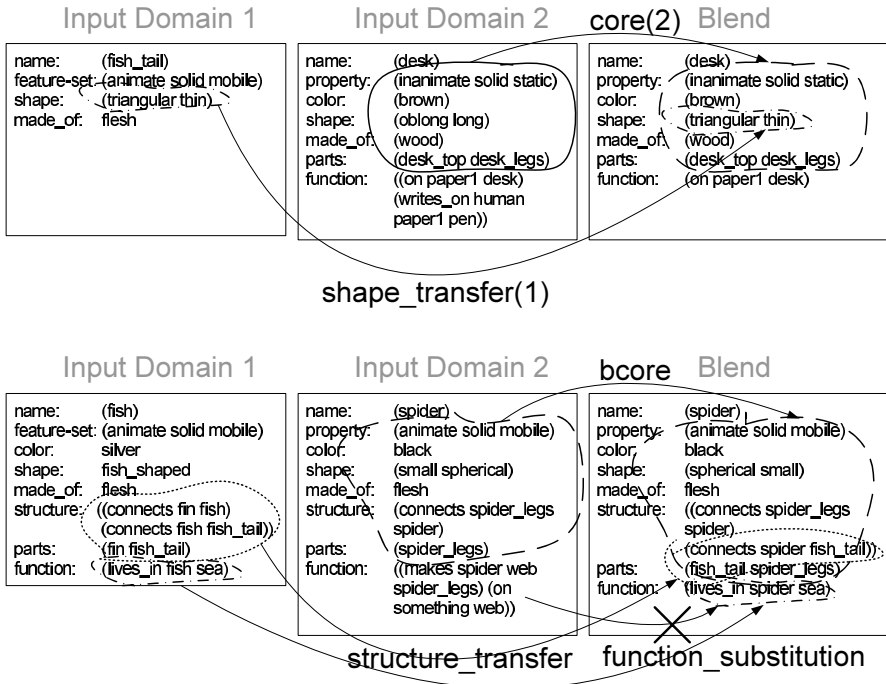 Input Domain 1
Input Domain 2
core(2)
Blend
name: (fish_tail)
feature-set: (animate solid mobile)
shape: (triangular thin)
made_of: flesh
name: (desk)
property: (inanimate solid static)
color: (brown)
shape: (oblong long)
made_of: (wood)
parts: (desk_top desk_legs)
function: ((on paper1 desk)
(writes_on human
paper1 pen))
name: (desk)
property: (inanimate solid static)
color: (brown)
shape: (triangular thin)
made_of: (wood)
parts: (desk_top desk_legs)
function: (on paper1 desk)
shape_transfer(1)
Input Domain 1
Input Domain 2
bcore
Blend
name: (fish)
feature-set: (animate solid mobile)
color: silver
shape: fish_shaped
made_of: flesh
structure: ((connects fin fish)
(connects fish fish_tail))
parts: (fin fish_tail)
function: (lives_in fish sea)
name: (spider)
property: (animate solid mobile)
color: black
shape: (small spherical)
made_of: flesh
structure: (connects spider_legs
spider)
parts: (spider_legs)
function: ((makes spider web
spider_legs) (on
something web))
name: (spider)
property: (animate solid mobile)
color: black
shape: (spherical small)
made_of: flesh
structure: ((connects spider_legs
spider)
(connects spider fish_tail))
parts: (fish_tail spider_legs)
function: (lives_in spider sea)
structure_transfer
function_substitution